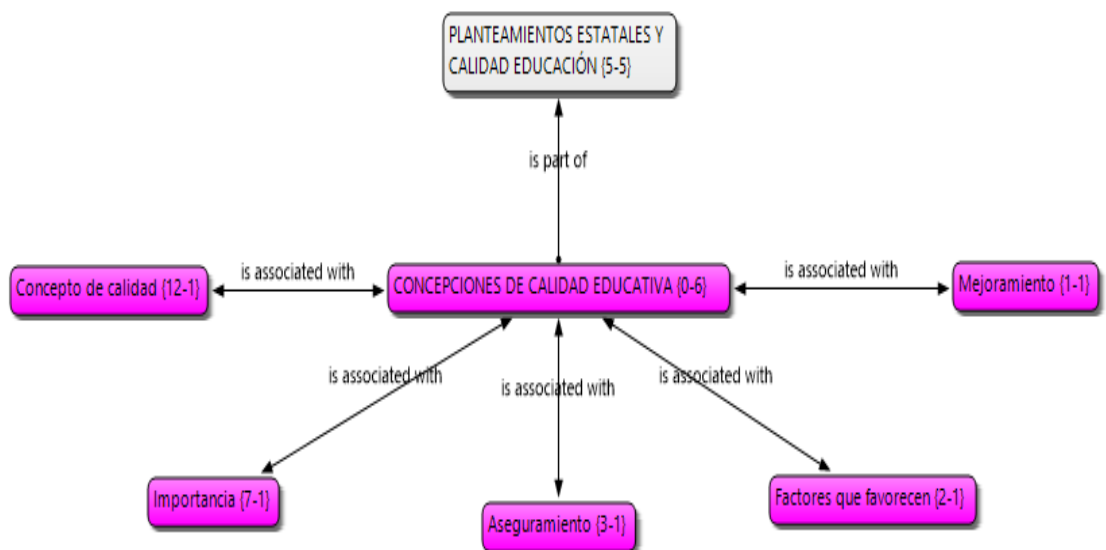 PLANTEAMIENTOS ESTATALES Y
CALIDAD EDUCACIÓN {5-5}
is part of
is associated with
is associated with
Concepto de calidad {12-1}
CONCEPCIONES DE CALIDAD EDUCATIVA {0-6}
Mejoramiento {1-1}
is associated with
is associated with
is associated with
Importancia {7-1}
Aseguramiento {3-1}
Factores que favorecen {2-1}